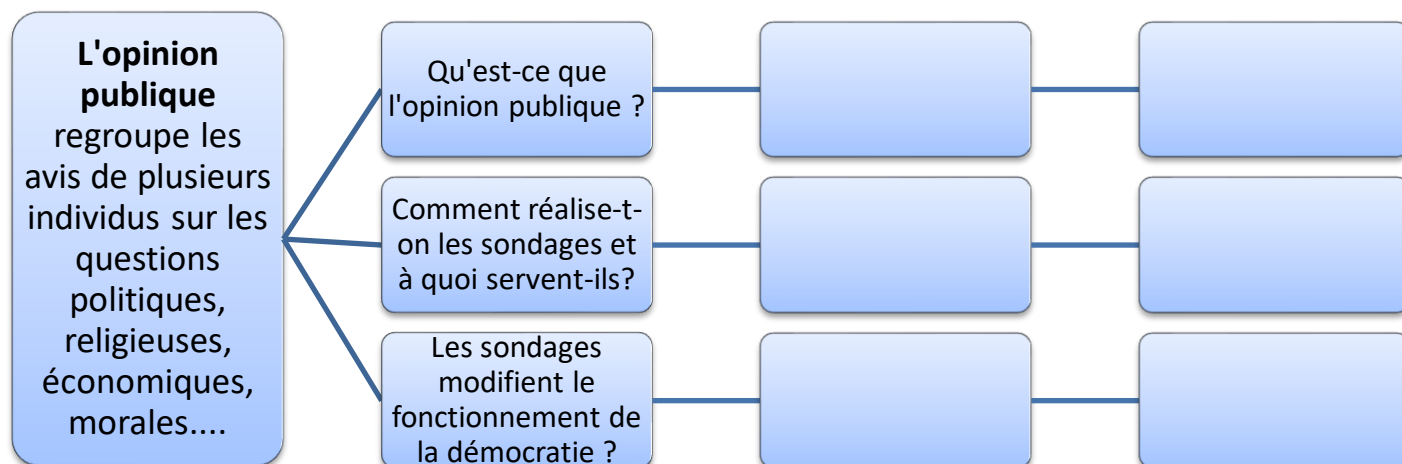 L'opinion
publique
regroupe les
avis de plusieurs
individus sur les
questions
politiques,
religieuses,
économiques,
morales....
Qu'est-ce que
l'opinion publique ?
Comment réalise-t-
on les sondages et
à quoi servent-ils?
Les sondages
modifient le
fonctionnement de
la démocratie ?